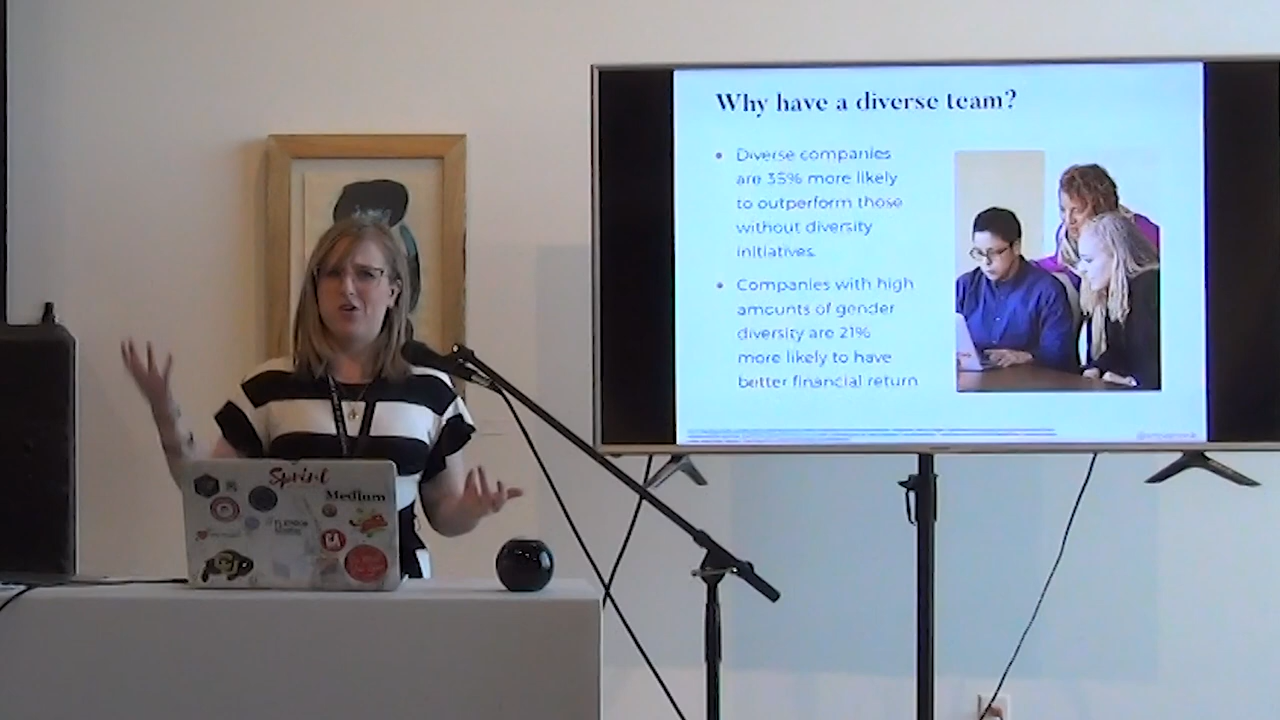 Why have a diverse team?
Diverse companies
are 35% more likely
to outperform those
without diversity
initiatives.
Companies with high
amounts of gender
diversity are 21%
more likely to have
better financial return
Sprint
Medium